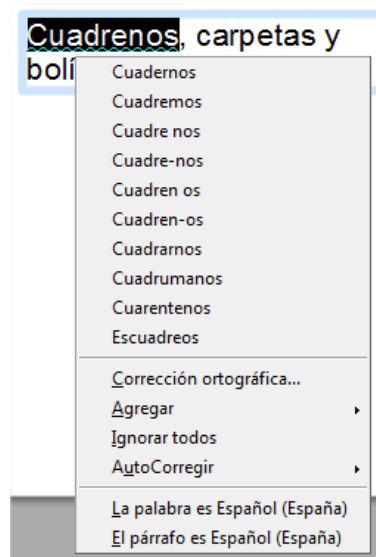 Cuadrenos, carpetas y
bolí
Cuadernos
Cuadremos
Cuadre nos
Cuadre-nos
Cuadren os
Cuadren-os
Cuadrarnos
Cuadrumanos
Cuarentenos
Escuadreos
Corrección ortográfica...
Agregar
Ignorar todos
AutoCorregir
La palabra es Español (España)
El párrafo es Español (España)